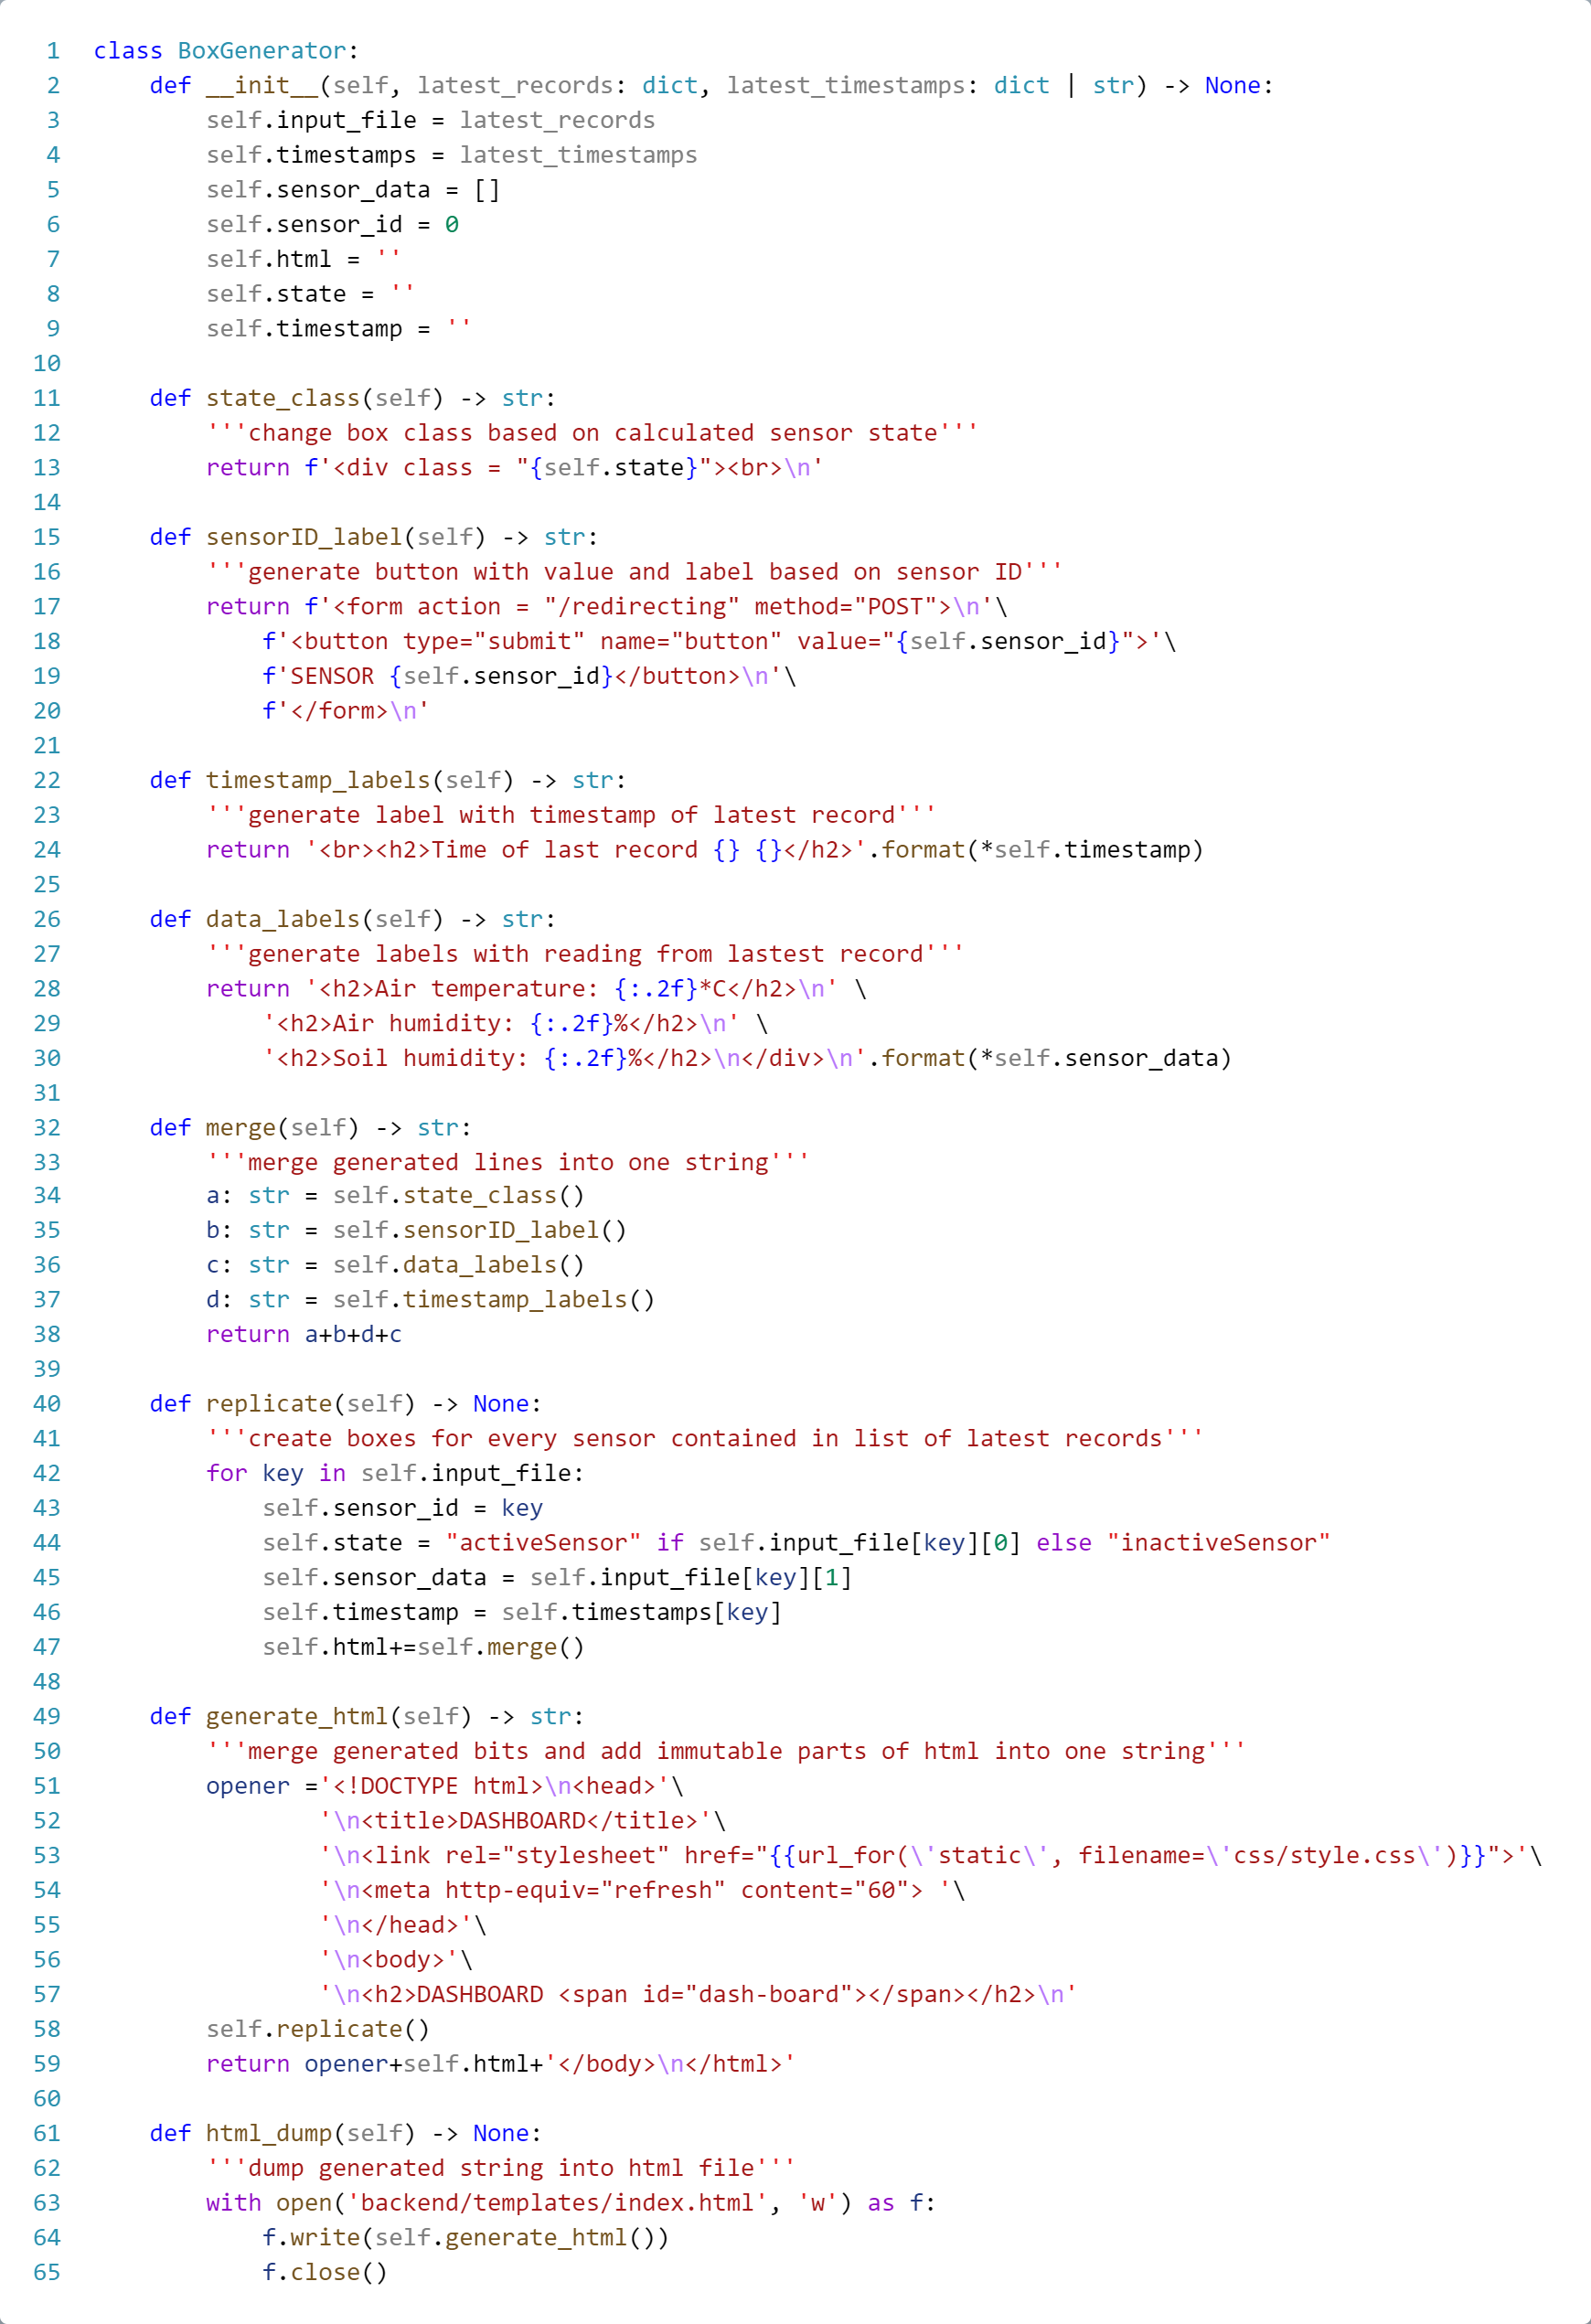 1 class BoxGenerator:
2     def __init__(self, latest_records: dict, latest_timestamps: dict | str) -> None:
3         self.input_file = latest_records
4         self.timestamps = latest_timestamps
5         self.sensor_data = []
6         self.sensor_id = 0
7         self.html = ''
8         self.state = ''
9         self.timestamp = ''
10
11     def state_class(self) -> str:
12         '''change box class based on calculated sensor state'''
13         return f'<div class = "{self.state}"><br>\n'
14
15     def sensorID_label(self) -> str:
16         '''generate button with value and label based on sensor ID'''
17         return f'<form action = "/redirecting" method="POST">\n'\
18             f'<button type="submit" name="button" value="{self.sensor_id}">'\
19             f'SENSOR {self.sensor_id}</button>\n'\
20             f'</form>\n'
21
22     def timestamp_labels(self) -> str:
23         '''generate label with timestamp of latest record'''
24         return '<br><h2>Time of last record {} {}</h2>'.format(*self.timestamp)
25
26     def data_labels(self) -> str:
27         '''generate labels with reading from lastest record'''
28         return '<h2>Air temperature: {:.2f}*C</h2>\n' \
29             '<h2>Air humidity: {:.2f}%</h2>\n' \
30             '<h2>Soil humidity: {:.2f}%</h2>\n</div>\n'.format(*self.sensor_data)
31
32     def merge(self) -> str:
33         '''merge generated lines into one string'''
34         a: str = self.state_class()
35         b: str = self.sensorID_label()
36         c: str = self.data_labels()
37         d: str = self.timestamp_labels()
38         return a+b+d+c
39
40     def replicate(self) -> None:
41         '''create boxes for every sensor contained in list of latest records'''
42         for key in self.input_file:
43             self.sensor_id = key
44             self.state = "activeSensor" if self.input_file[key][0] else "inactiveSensor"
45             self.sensor_data = self.input_file[key][1]
46             self.timestamp = self.timestamps[key]
47             self.html+=self.merge()
48
49     def generate_html(self) -> str:
50         '''merge generated bits and add immutable parts of html into one string'''
51         opener ='<!DOCTYPE html>\n<head>'\
52                 '\n<title>DASHBOARD</title>'\
53                 '\n<link rel="stylesheet" href="{{url_for(\'static\', filename=\'css/style.css\')}}">'\
54                 '\n<meta http-equiv="refresh" content="60"> '\
55                 '\n</head>'\
56                 '\n<body>'\
57                 '\n<h2>DASHBOARD <span id="dash-board"></span></h2>\n'
58         self.replicate()
59         return opener+self.html+'</body>\n</html>'
60
61     def html_dump(self) -> None:
62         '''dump generated string into html file'''
63         with open('backend/templates/index.html', 'w') as f:
64             f.write(self.generate_html())
65             f.close()